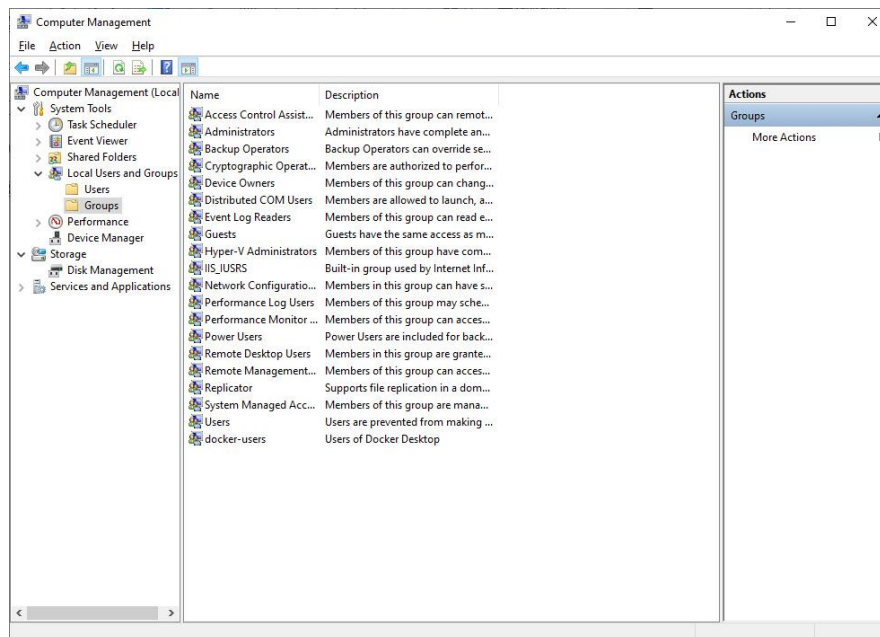 Computer Management
File Action View Help
Computer Management (Local
System Tools
Task Scheduler
Event Viewer
Shared Folders
Local Users and Groups
Users
Groups
Performance
Device Manager
Storage
Disk Management
Services and Applications
Name Description
Access Control Assist... Members of this group can remot...
Administrators Administrators have complete an...
Backup Operators Backup Operators can override se...
Cryptographic Operat... Members are authorized to perfor...
Device Owners Members of this group can chang...
Distributed COM Users Members are allowed to launch, a...
Event Log Readers Members of this group can read e...
Guests Guests have the same access as m...
Hyper-V Administrators Members of this group have com...
IIS_IUSRS Built-in group used by Internet Inf...
Network Configuratio... Members in this group can have s...
Performance Log Users Members of this group may sche...
Performance Monitor ... Members of this group can acces...
Power Users Power Users are included for back...
Remote Desktop Users Members in this group are grante...
Remote Management... Members of this group can acces...
Replicator Supports file replication in a dom...
System Managed Acc... Members of this group are mana...
Users Users are prevented from making ...
docker-users Users of Docker Desktop
Actions
Groups
More Actions